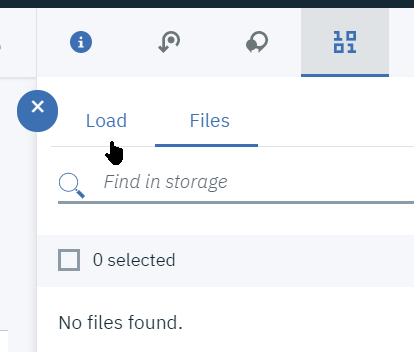 Load Files
Find in storage
0 selected
No files found.